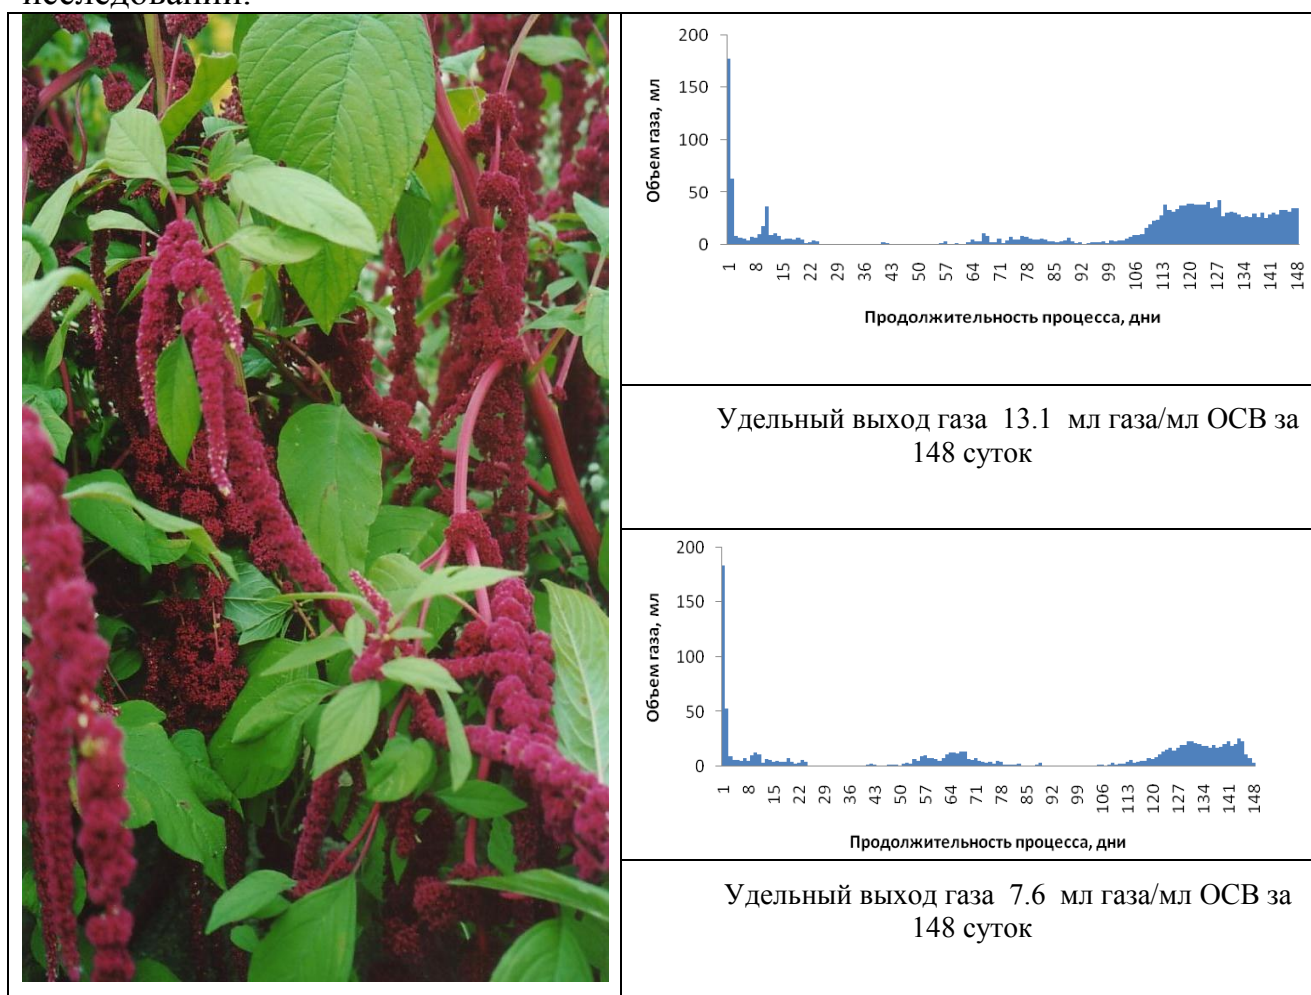 200
150
100
50
0
Объем газа, мл
1 8 15 22 29 36 43 50 57 64 71 78 85 92 99 106 113 120 127 134 141 148
Продолжительность процесса, дни
Удельный выход газа 13.1 мл газа/мл ОСВ за
148 суток
200
150
100
50
0
Объем газа, мл
1 8 15 22 29 36 43 50 57 64 71 78 85 92 99 106 113 120 127 134 141 148
Продолжительность процесса, дни
Удельный выход газа 7.6 мл газа/мл ОСВ за
148 суток